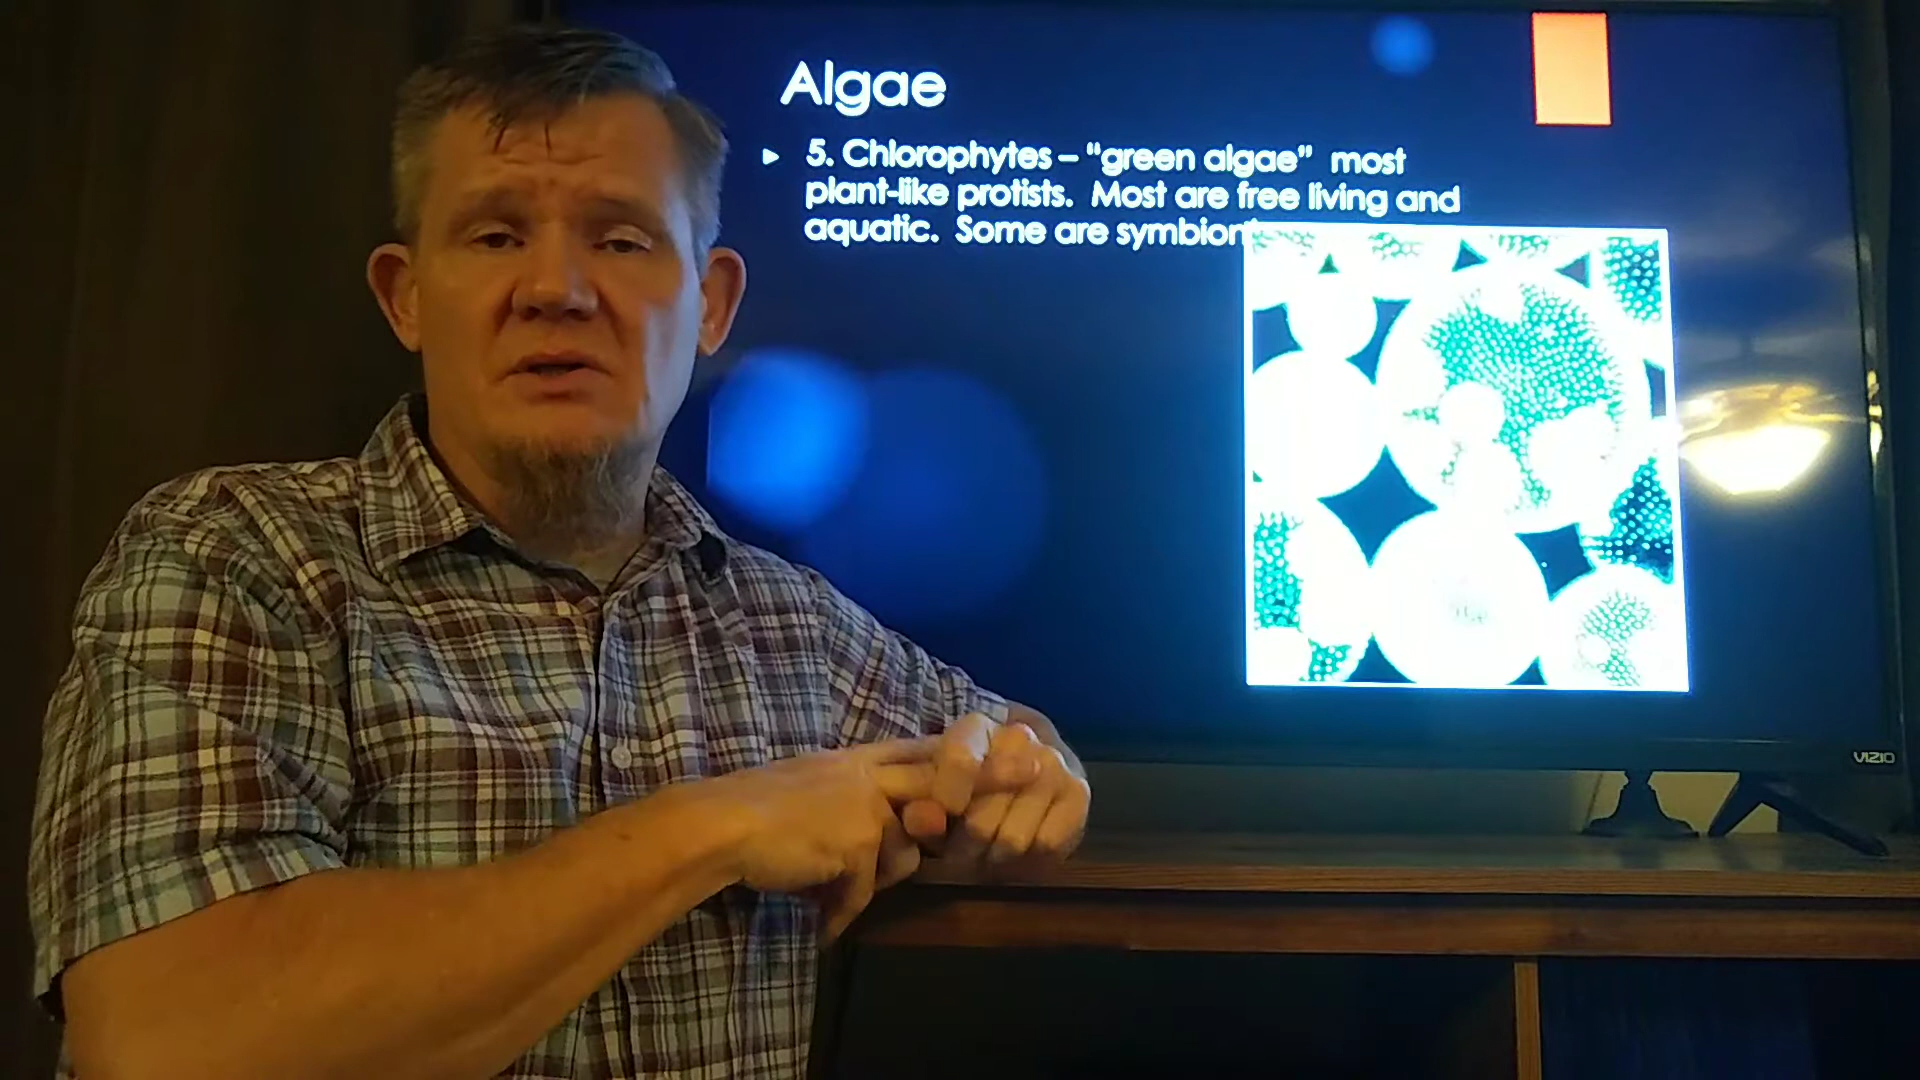 Algae
5. Chlorophytes – “green algae”  most
plant-like protists.  Most are free living and
aquatic.  Some are
VIZIO